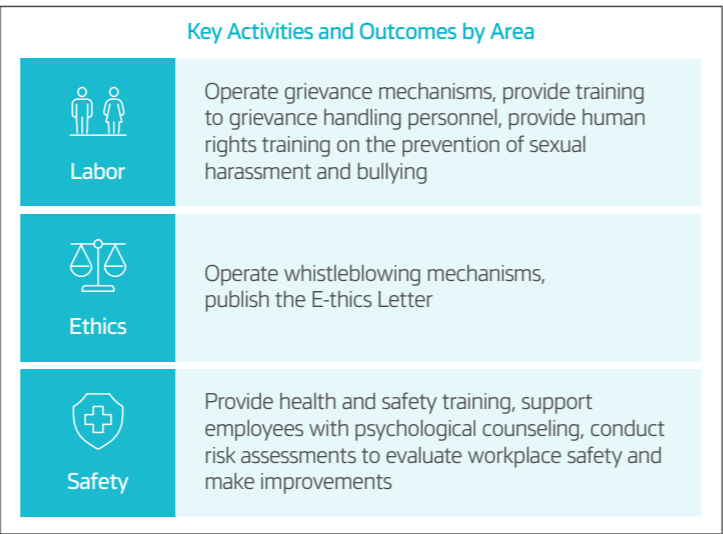 Key Activities and Outcomes by Area
Labor
Operate grievance mechanisms, provide training
to grievance handling personnel, provide human
rights training on the prevention of sexual
harassment and bullying
Ethics
Operate whistleblowing mechanisms,
publish the E-thics Letter
Safety
Provide health and safety training, support
employees with psychological counseling, conduct
risk assessments to evaluate workplace safety and
make improvements